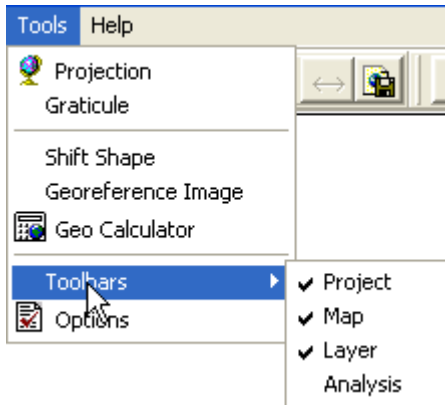 Tools Help
Projection
Graticule
Shift Shape
Georeference Image
Geo Calculator
Toolbars
Options
Project
Map
Layer
Analysis